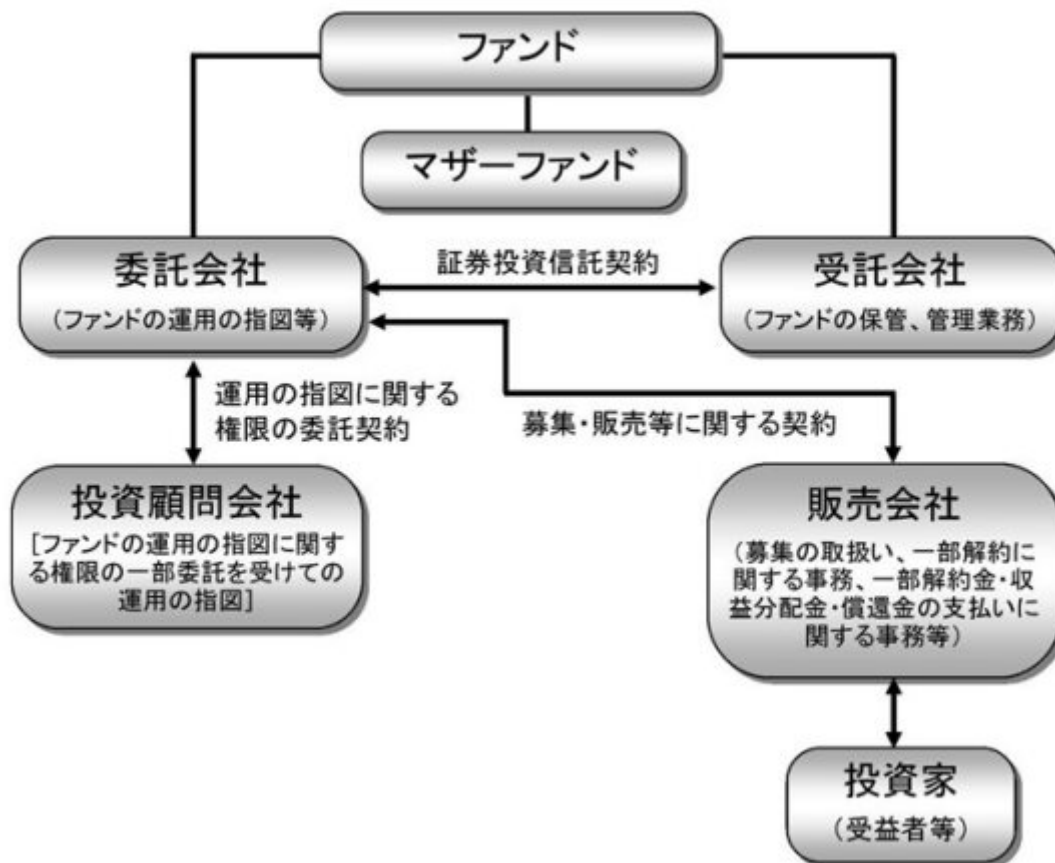 ファンド
マザーファンド
委託会社
（ファンドの運用の指図等）
証券投資信託契約
受託会社
（ファンドの保管、管理業務）
運用の指図に関する
権限の委託契約
募集・販売等に関する契約
投資顧問会社
[ファンドの運用の指図に関す
る権限の一部委託を受けての
運用の指図]
販売会社
（募集の取扱い、一部解約に
関する事務、一部解約金・収
益分配金・償還金の支払いに
関する事務等）
投資家
（受益者等）